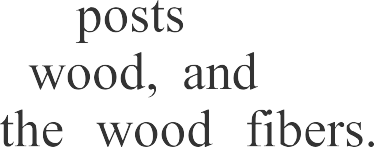 posts
wood, and
the wood fibers.